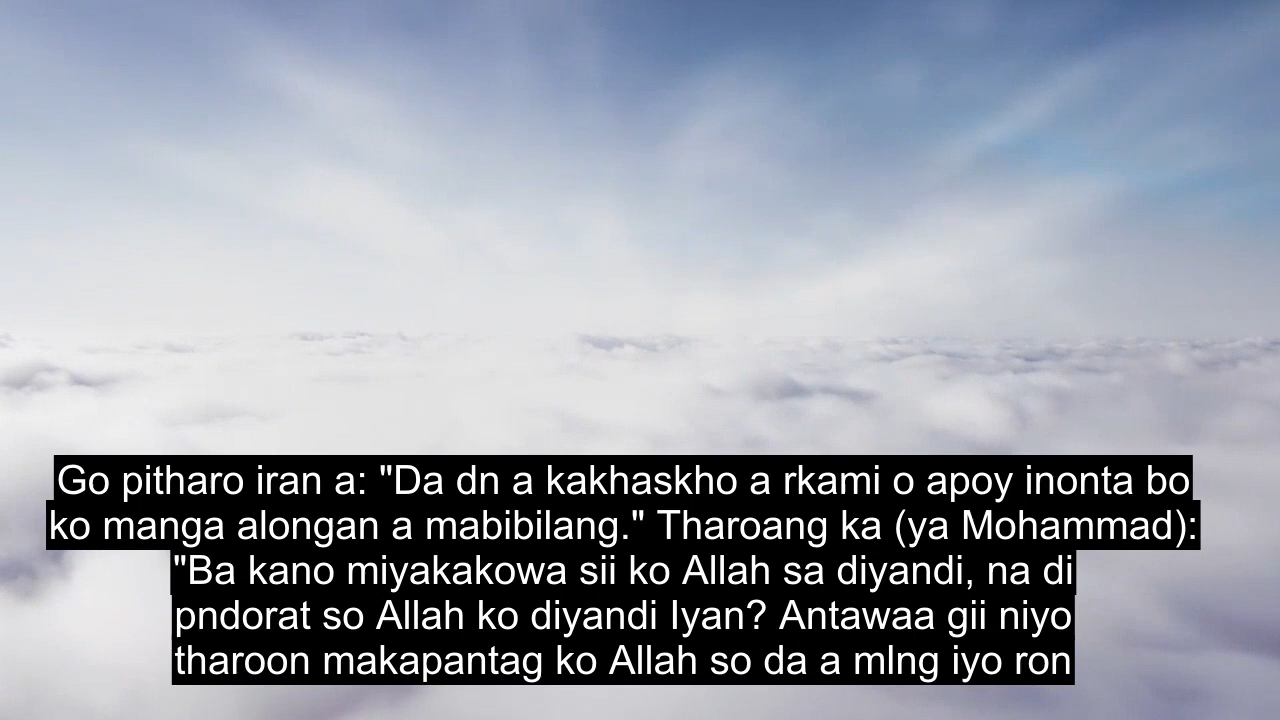 Go pitharo iran a: "Da dn a kakhaskho a rkami o apoy inonta bo
ko manga alongan a mabibilang." Tharoang ka (ya Mohammad):
"Ba kano miyakakowa sii ko Allah sa diyandi, na di
pndorat so Allah ko diyandi Iyan? Antawaa gii niyo
tharoon makapantag ko Allah so da a mlng iyo ron